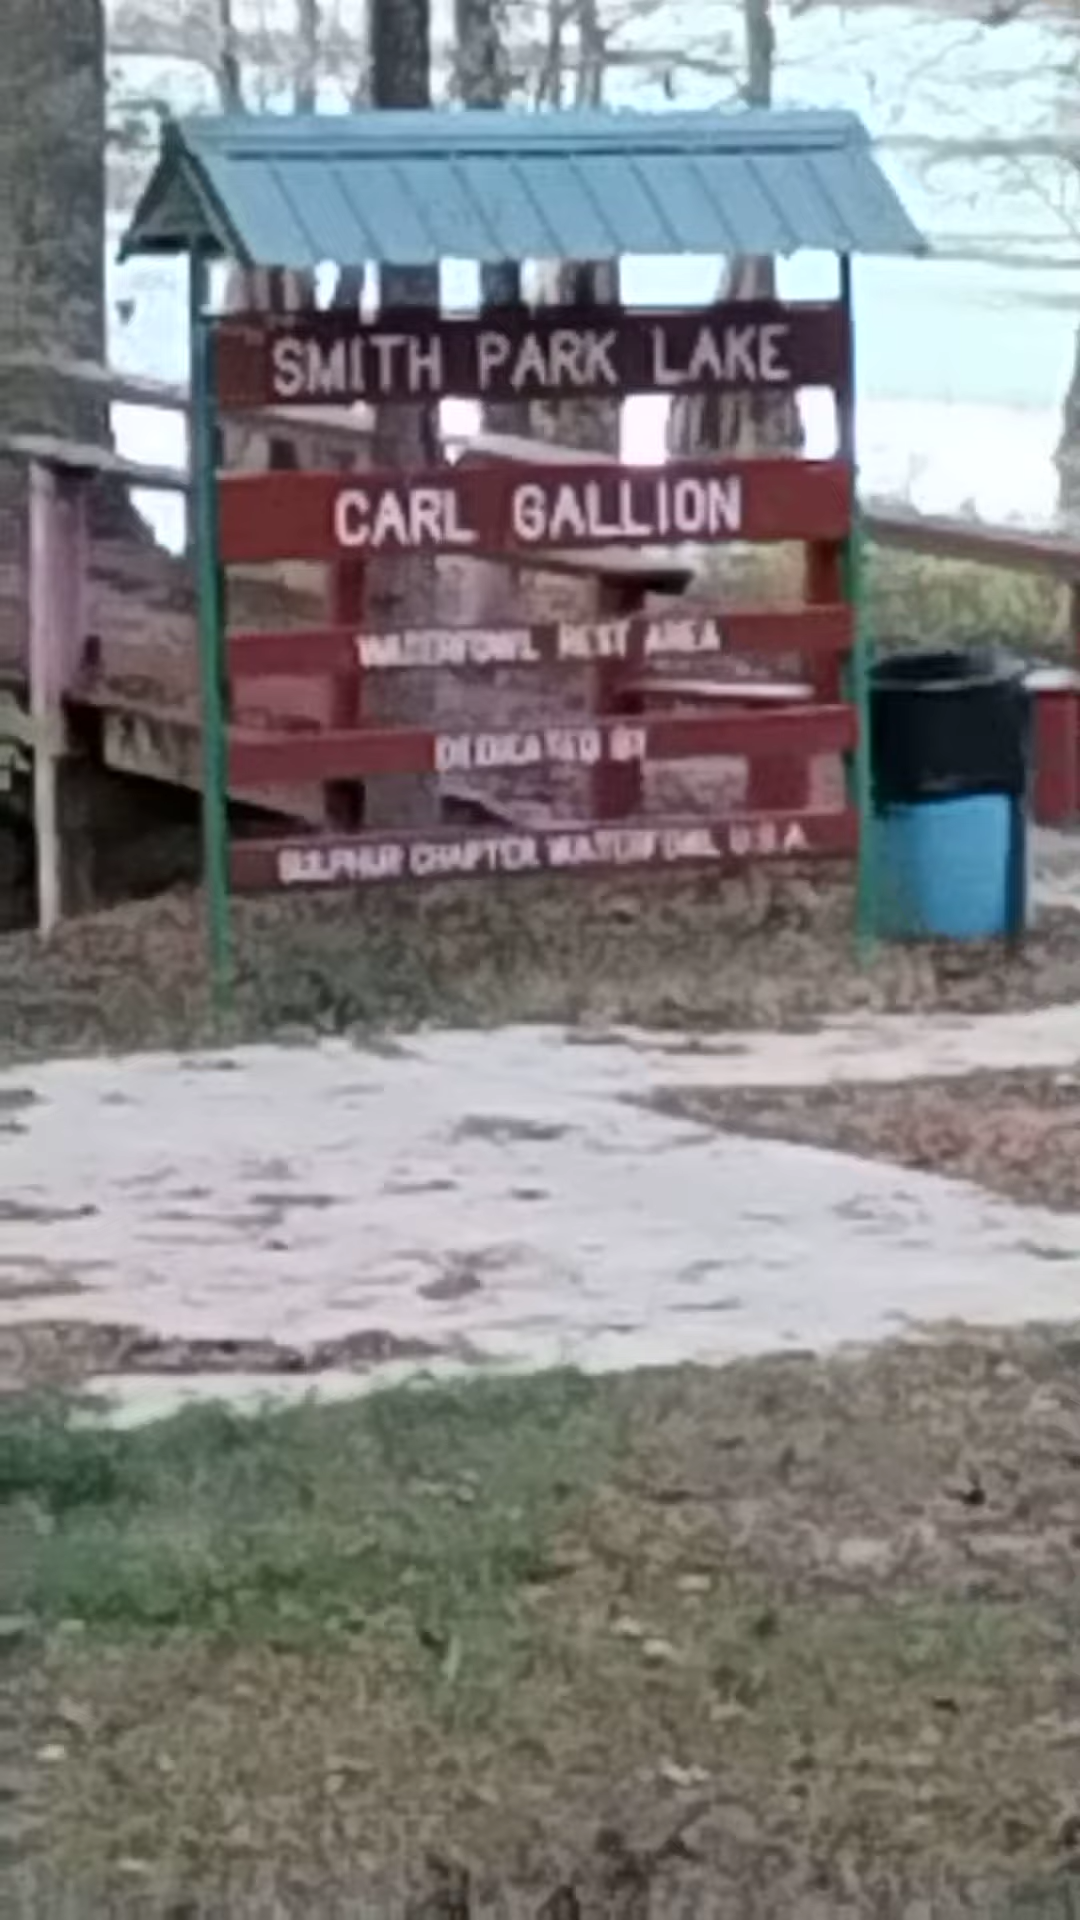 SMITH PARK LAKE
CARL GALLION
WATERFOWL REST AREA
DEDICATED BY
SULPHUR CHAPTER WATERFOWL U.S.A.